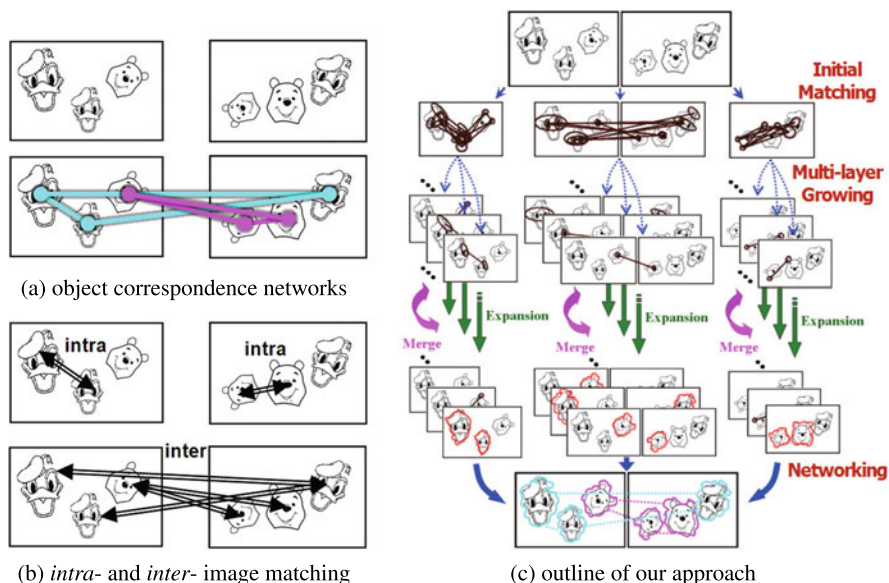 (a) object correspondence networks
intra
intra
inter
(b) intra- and inter- image matching
Initial
Matching
Multi-layer
Growing
Expansion
Merge
Expansion
Merge
Expansion
Merge
Networking
(c) outline of our approach